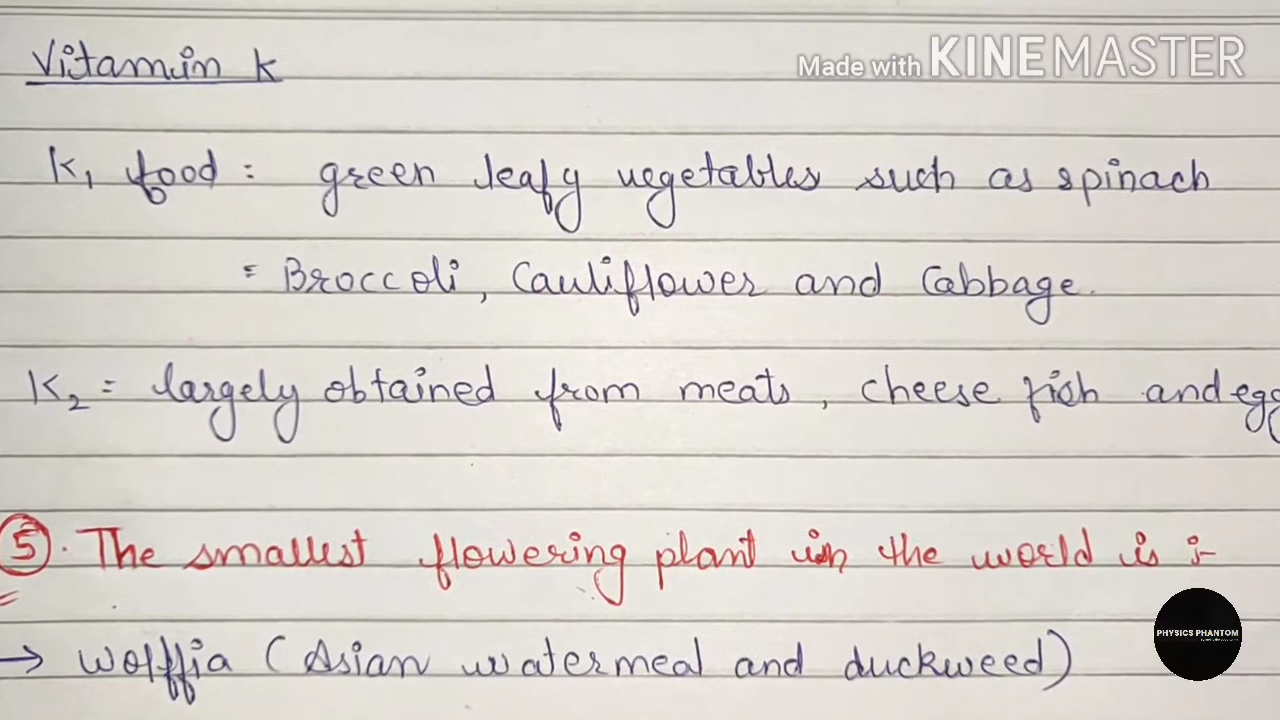 Vitamin K
Made with KINEMASTER
K₁ food : green leafy vegetables such as spinach
= Broccoli, Cauliflower and Cabbage.
K₂ = largely obtained from meats, cheese fish and egg
5. The smallest flowering plant in the world is :-
PHYSICS PHANTOM
→ Wolffia (Asian watermeal and duckweed)